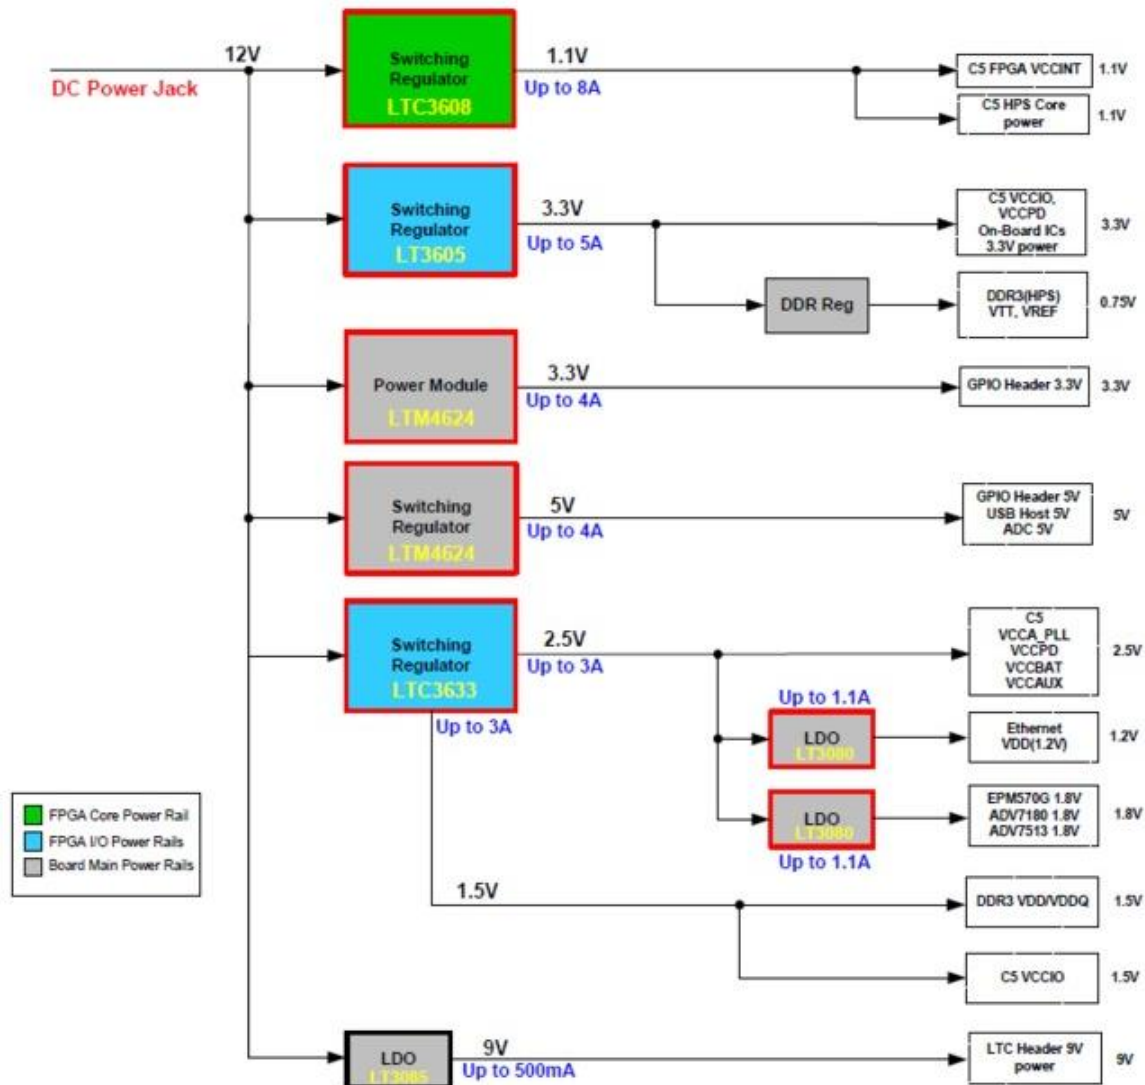 12V
DC Power Jack
Switching
Regulator
LTC3608
1.1V
Up to 8A
C5 FPGA VCCINT
1.1V
C5 HPS Core
power
1.1V
Switching
Regulator
LT3605
3.3V
Up to 5A
C5 VCCIO,
VCCPD
On-Board ICs
3.3V power
3.3V
DDR Reg
DDR3(HPS)
VTT, VREF
0.75V
Power Module
LTM4624
3.3V
Up to 4A
GPIO Header 3.3V
3.3V
Switching
Regulator
LTM4624
5V
Up to 4A
GPIO Header 5V
USB Host 5V
ADC 5V
5V
Switching
Regulator
LTC3633
2.5V
Up to 3A
Up to 3A
C5
VCCA_PLL
VCCPD
VCCBAT
VCCAUX
2.5V
Up to 1.1A
LDO
LT3080
Ethernet
VDD(1.2V)
1.2V
LDO
LT3080
Up to 1.1A
EPM570G 1.8V
ADV7180 1.8V
ADV7513 1.8V
1.8V
FPGA Core Power Rail
FPGA I/O Power Rails
Board Main Power Rails
1.5V
DDR3 VDD/VDDQ
1.5V
C5 VCCIO
1.5V
LDO
LT3085
9V
Up to 500mA
LTC Header 9V
power
9V